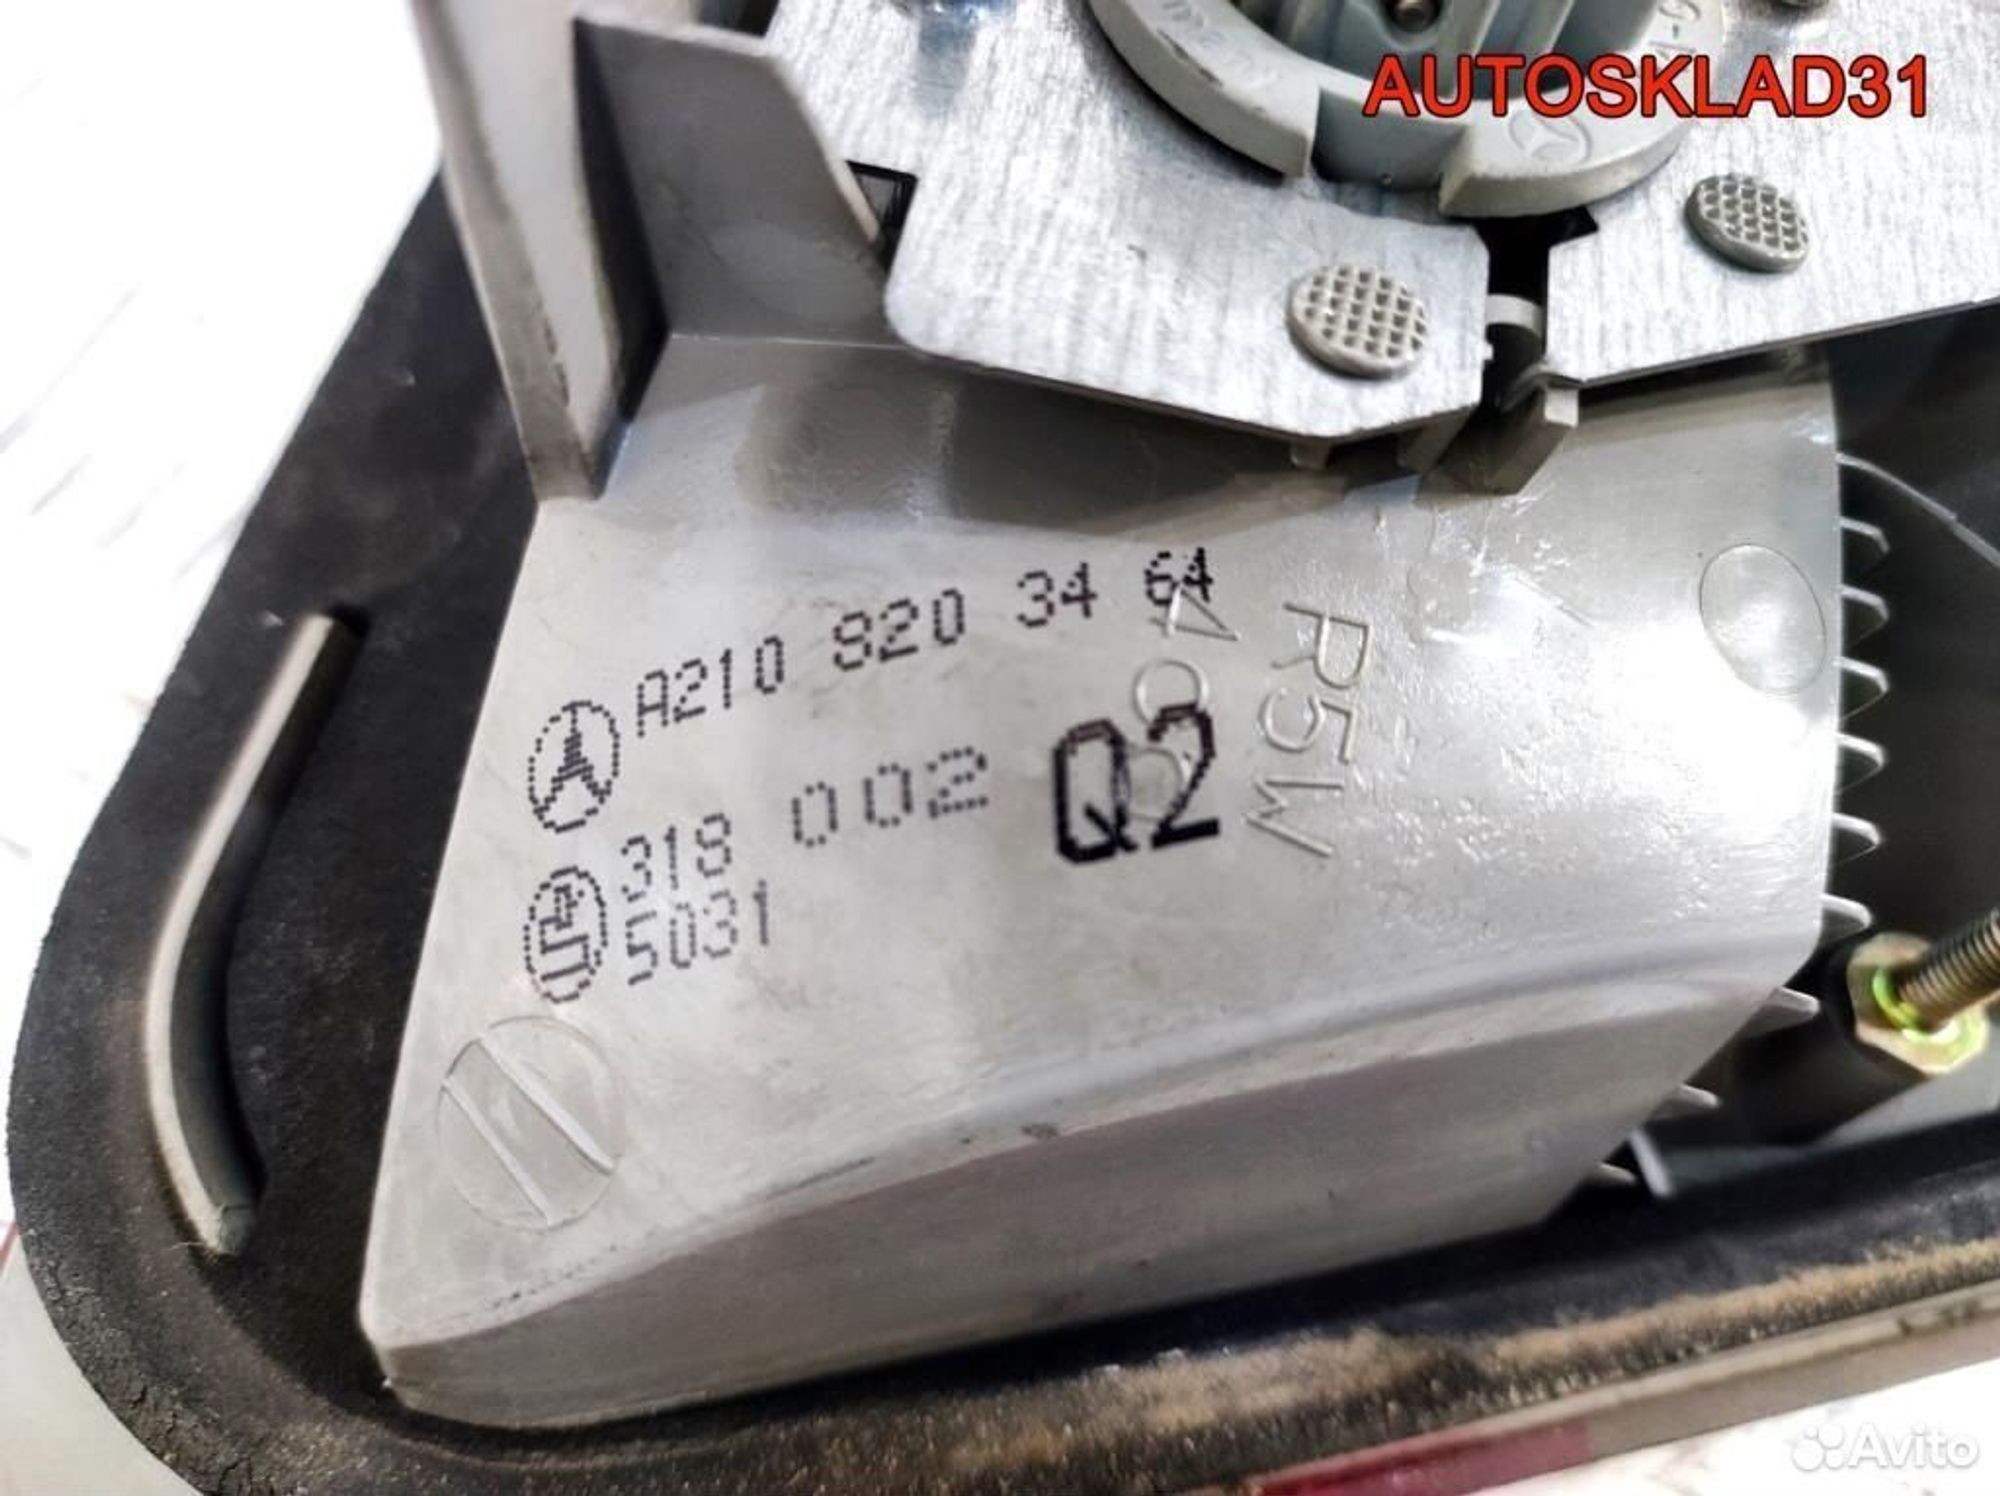 AUTOSKLAD31
A210 820 34 64
318 002 Q2
5031
R5W
Avito